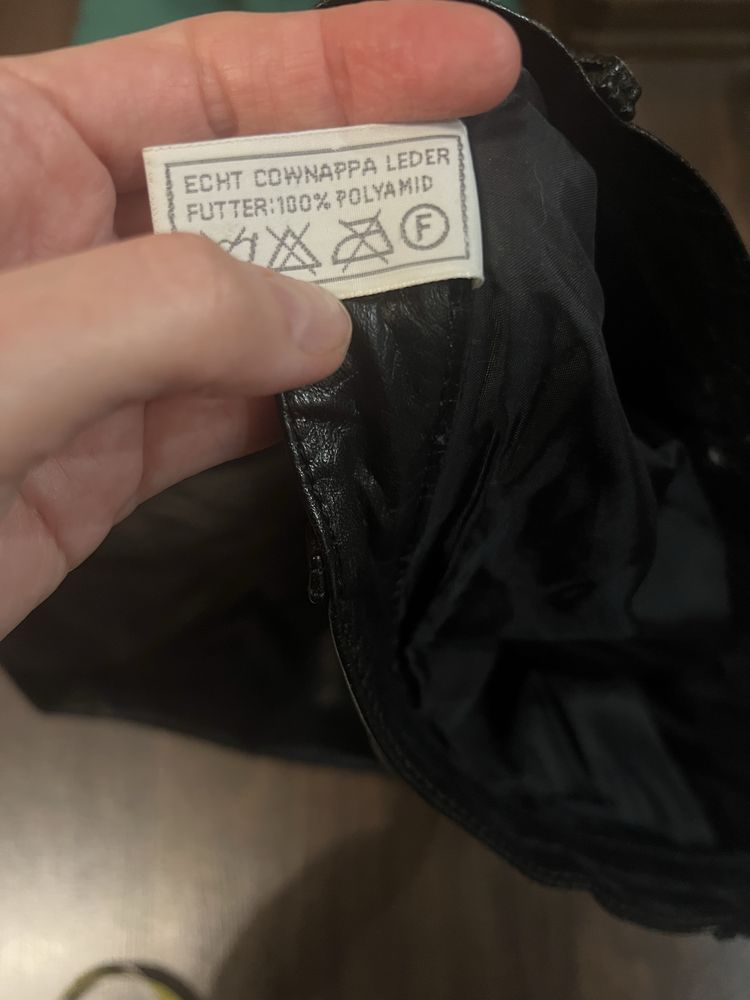 ECHT COWNAPPA LEDER
FUTTER:100% POLYAMID
F